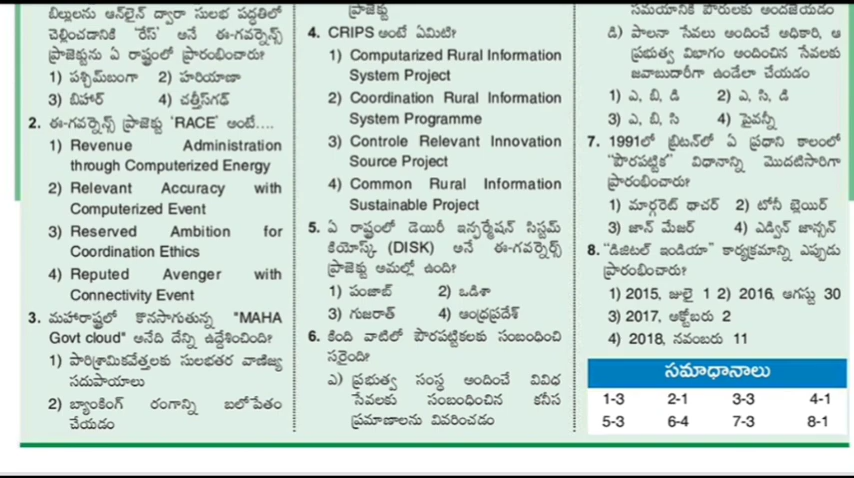 బిల్లులను ఆన్‌లైన్ ద్వారా సులభ పద్ధతిలో
చెల్లించడానికి 'రేస్' అనే ఈ-గవర్నెన్స్
ప్రాజెక్టును ఏ రాష్ట్రంలో ప్రారంభించారు?
1) పశ్చిమ్‌బంగా 2) హరియాణా
3) బిహార్ 4) చత్తీస్‌గఢ్
2. ఈ-గవర్నెన్స్ ప్రాజెక్టు 'RACE' అంటే....
1) Revenue Administration
through Computerized Energy
2) Relevant Accuracy with
Computerized Event
3) Reserved Ambition for
Coordination Ethics
4) Reputed Avenger with
Connectivity Event
3. మహారాష్ట్రలో కొనసాగుతున్న "MAHA
Govt cloud" అనేది దేన్ని ఉద్దేశించింది?
1) పారిశ్రామికవేత్తలకు సులభతర వాణిజ్య
సదుపాయాలు
2) బ్యాంకింగ్ రంగాన్ని బలోపేతం
చేయడం
ప్రాజెక్టు
4. CRIPS అంటే ఏమిటి?
1) Computarized Rural Information
System Project
2) Coordination Rural Information
System Programme
3) Controle Relevant Innovation
Source Project
4) Common Rural Information
Sustainable Project
5. ఏ రాష్ట్రంలో డెయిరీ ఇన్ఫర్మేషన్ సిస్టమ్
కియోస్క్ (DISK) అనే ఈ-గవర్నెర్స్
ప్రాజెక్టు అమల్లో ఉంది?
1) పంజాబ్ 2) ఒడిశా
3) గుజరాత్ 4) ఆంధ్రప్రదేశ్
6. కింది వాటిలో పౌరపట్టికలకు సంబంధించి
సరైంది?
ఎ) ప్రభుత్వ సంస్థ అందించే వివిధ
సేవలకు సంబంధించిన కనీస
ప్రమాణాలను వివరించడం
సమయానికి పౌరులకు అందజేయడం
డి) పాలనా సేవలు అందించే అధికారి, ఆ
ప్రభుత్వ విభాగం అందించిన సేవలకు
జవాబుదారీగా ఉండేలా చేయడం
1) ఎ, బి, డి 2) ఎ, సి, డి
3) ఎ, బి, సి 4) పైవన్నీ
7. 1991లో బ్రిటన్‌లో ఏ ప్రధాని కాలంలో
"పౌరపట్టిక" విధానాన్ని మొదటిసారిగా
ప్రారంభించారు?
1) మార్గరెట్ థాచర్ 2) టోనీ బ్లెయిర్
3) జాన్ మేజర్ 4) ఎడ్విన్ జాన్సన్
8. "డిజిటల్ ఇండియా" కార్యక్రమాన్ని ఎప్పుడు
ప్రారంభించారు?
1) 2015, జులై 1 2) 2016, ఆగస్టు 30
3) 2017, అక్టోబరు 2
4) 2018, నవంబరు 11
సమాధానాలు
1-3 2-1 3-3 4-1
5-3 6-4 7-3 8-1